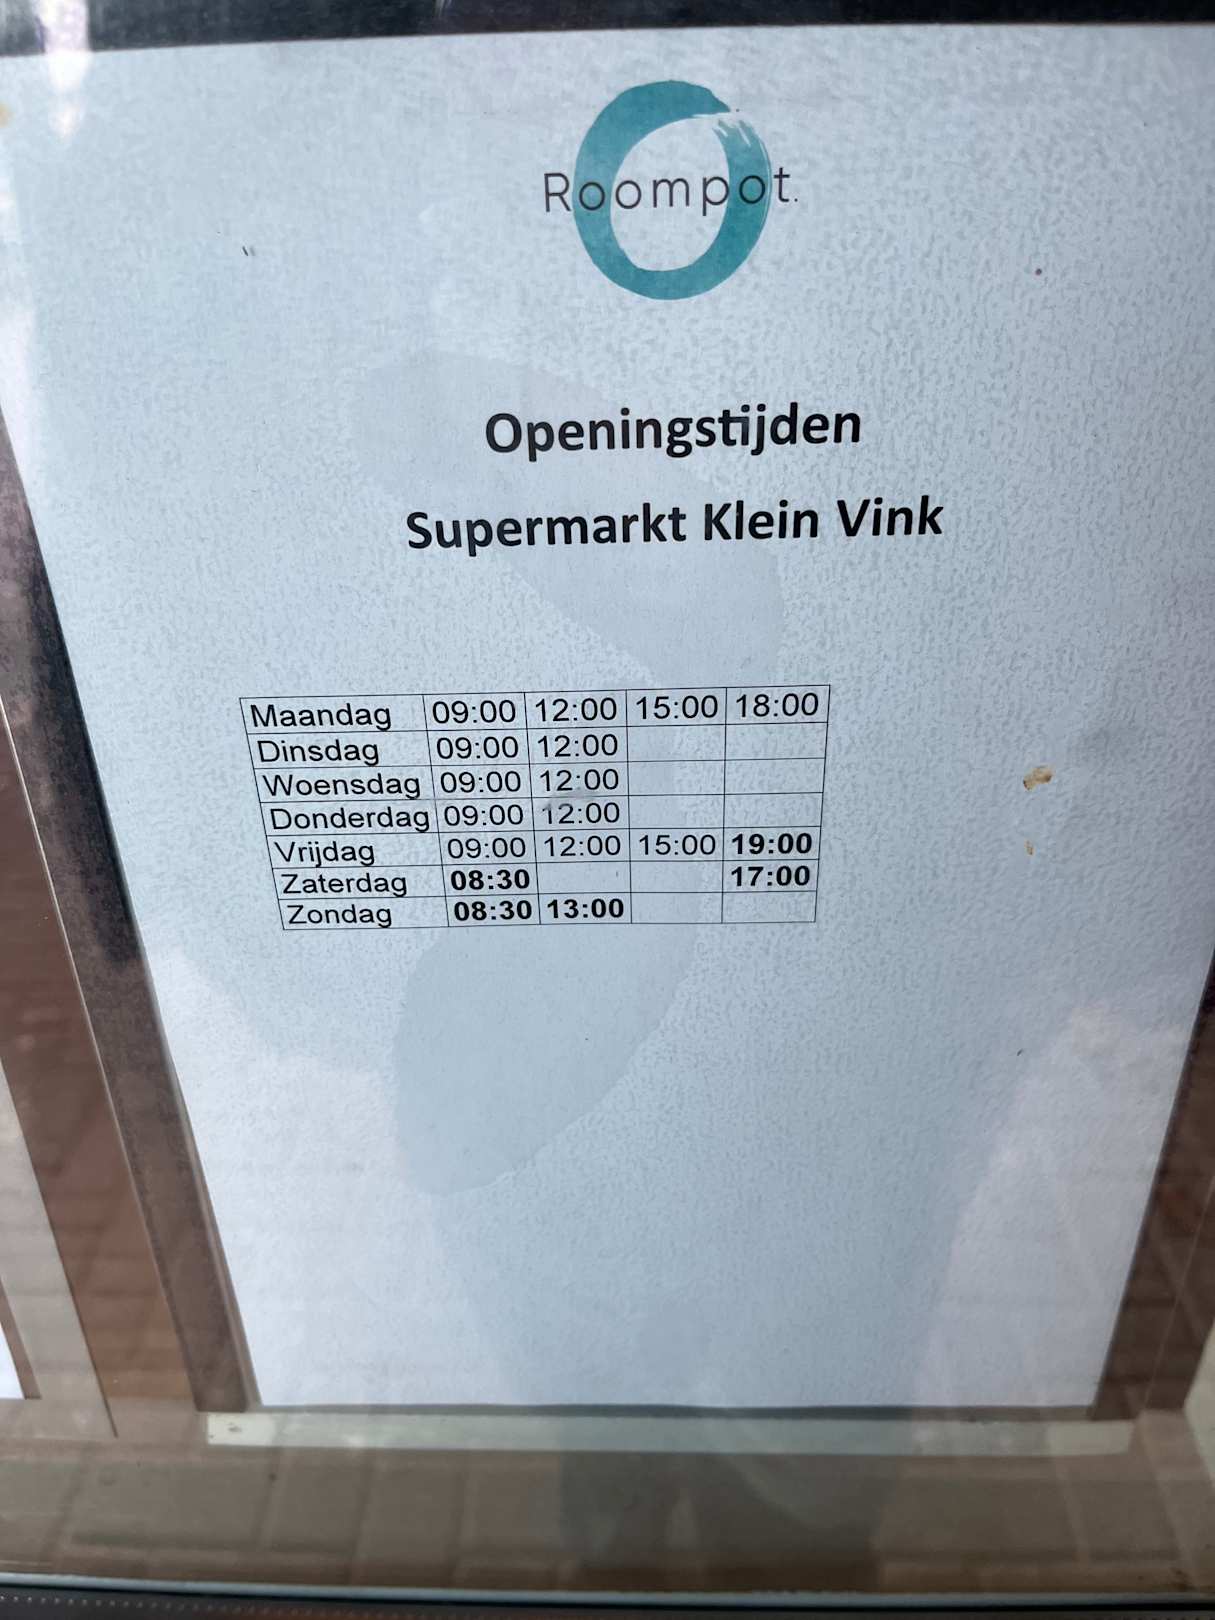 Roompot.
Openingstijden
Supermarkt Klein Vink
Maandag 09:00 12:00 15:00 18:00
Dinsdag 09:00 12:00
Woensdag 09:00 12:00
Donderdag 09:00 12:00
Vrijdag 09:00 12:00 15:00 19:00
Zaterdag 08:30 17:00
Zondag 08:30 13:00